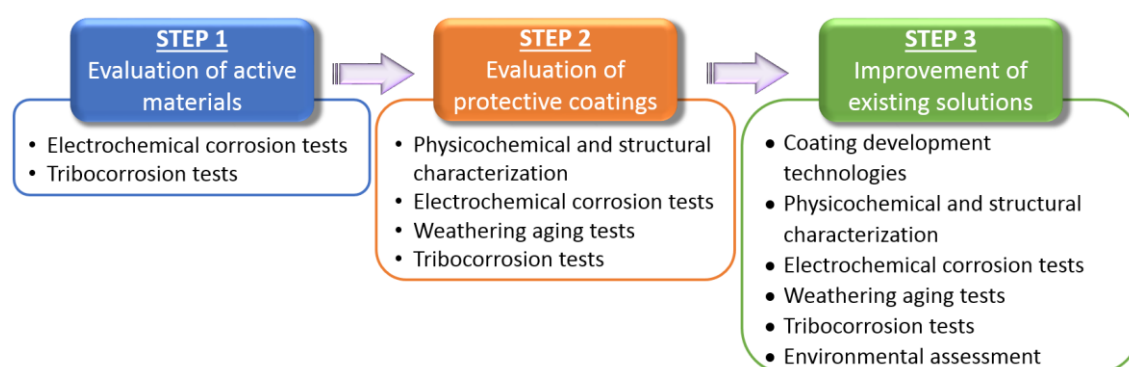 STEP 1
Evaluation of active
materials
• Electrochemical corrosion tests
• Tribocorrosion tests
STEP 2
Evaluation of
protective coatings
• Physicochemical and structural
characterization
• Electrochemical corrosion tests
• Weathering aging tests
• Tribocorrosion tests
STEP 3
Improvement of
existing solutions
• Coating development
technologies
• Physicochemical and structural
characterization
• Electrochemical corrosion tests
• Weathering aging tests
• Tribocorrosion tests
• Environmental assessment